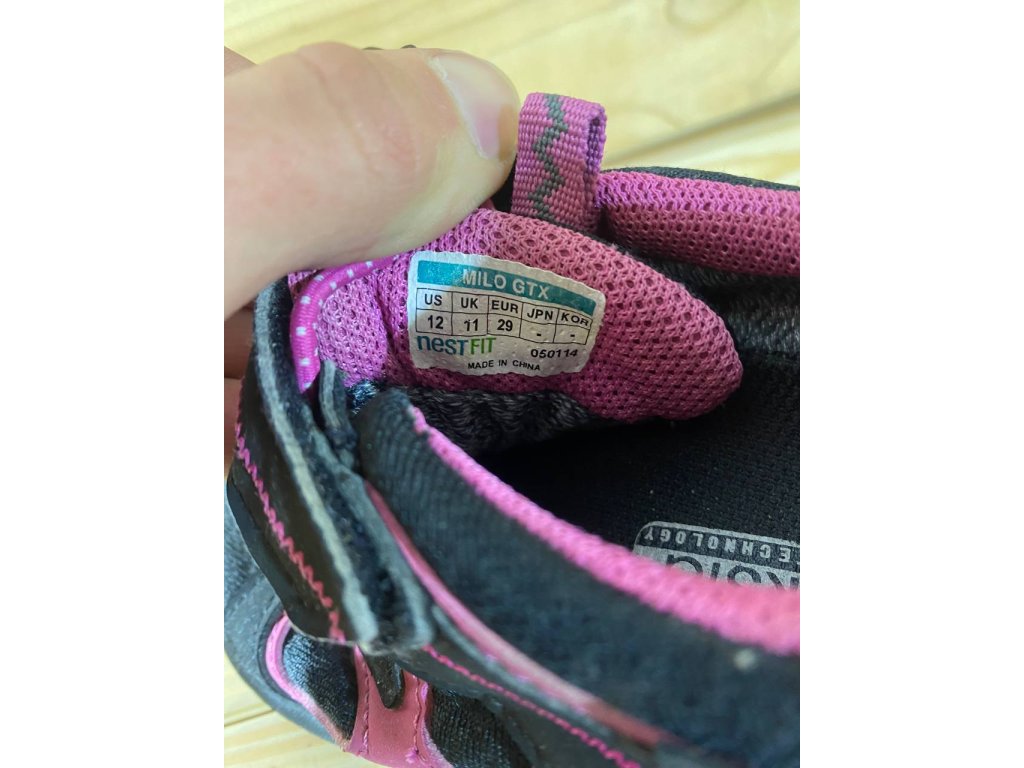 MILO GTX
US UK EUR JPN KOR
12 11 29 - -
nestFIT 050114
MADE IN CHINA
TECHNOLOGY